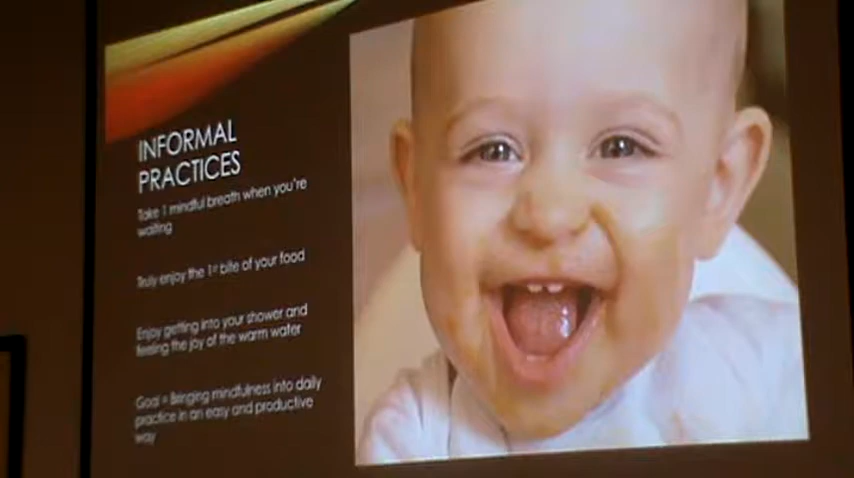 INFORMAL
PRACTICES
Take 1 mindful breath when you're
waiting
Truly enjoy the 1st bite of your food
Enjoy getting into your shower and
feeling the joy of the warm water
Goal = Bringing mindfulness into daily
practice in an easy and productive
way